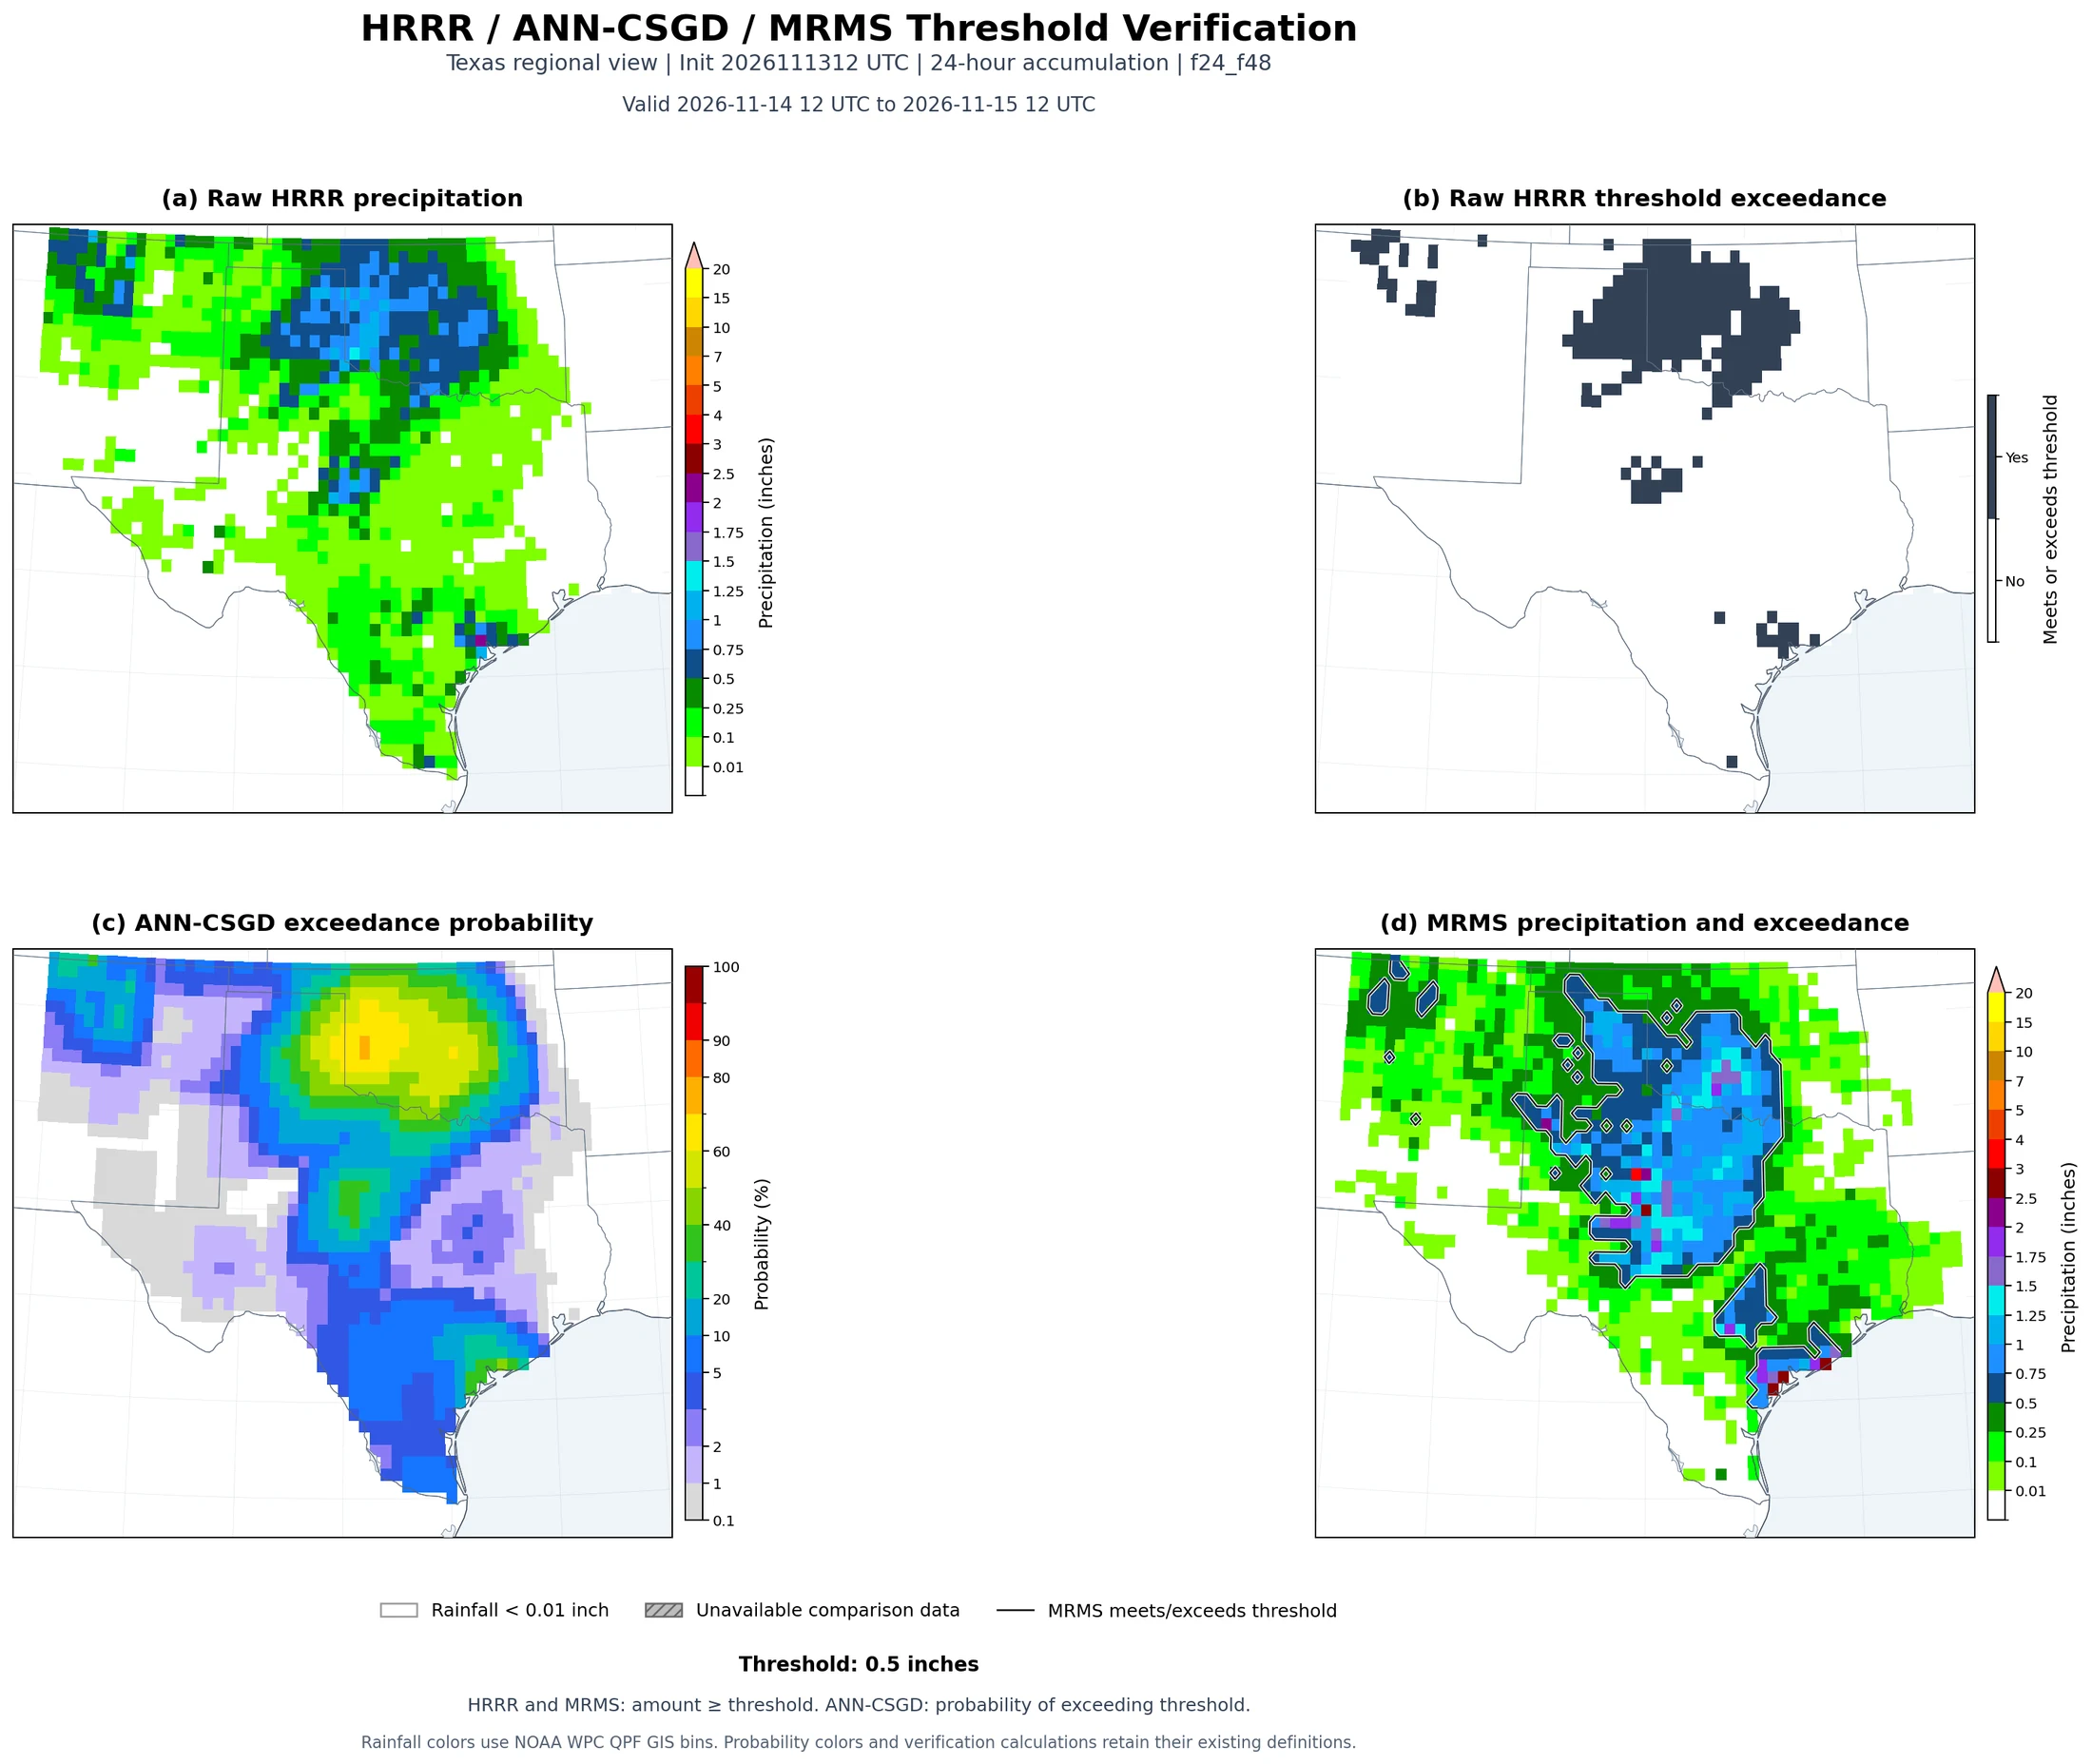 HRRR / ANN-CSGD / MRMS Threshold Verification
Texas regional view | Init 2026111312 UTC | 24-hour accumulation | f24_f48
Valid 2026-11-14 12 UTC to 2026-11-15 12 UTC
(a) Raw HRRR precipitation
20
15
10
7
5
4
3
2.5
2
1.75
1.5
1.25
1
0.75
0.5
0.25
0.1
0.01
Precipitation (inches)
(b) Raw HRRR threshold exceedance
Yes
No
Meets or exceeds threshold
(c) ANN-CSGD exceedance probability
100
90
80
60
40
20
10
5
2
1
0.1
Probability (%)
(d) MRMS precipitation and exceedance
20
15
10
7
5
4
3
2.5
2
1.75
1.5
1.25
1
0.75
0.5
0.25
0.1
0.01
Precipitation (inches)
Rainfall < 0.01 inch
Unavailable comparison data
MRMS meets/exceeds threshold
Threshold: 0.5 inches
HRRR and MRMS: amount ≥ threshold. ANN-CSGD: probability of exceeding threshold.
Rainfall colors use NOAA WPC QPF GIS bins. Probability colors and verification calculations retain their existing definitions.